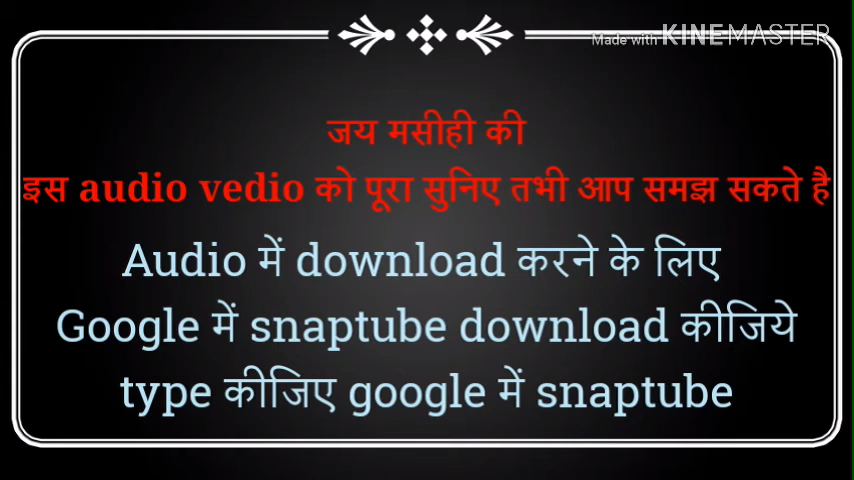 Made with KINEMASTER
जय मसीही की
इस audio vedio को पूरा सुनिए तभी आप समझ सकते है
Audio में download करने के लिए
Google में snaptube download कीजिये
type कीजिए google में snaptube